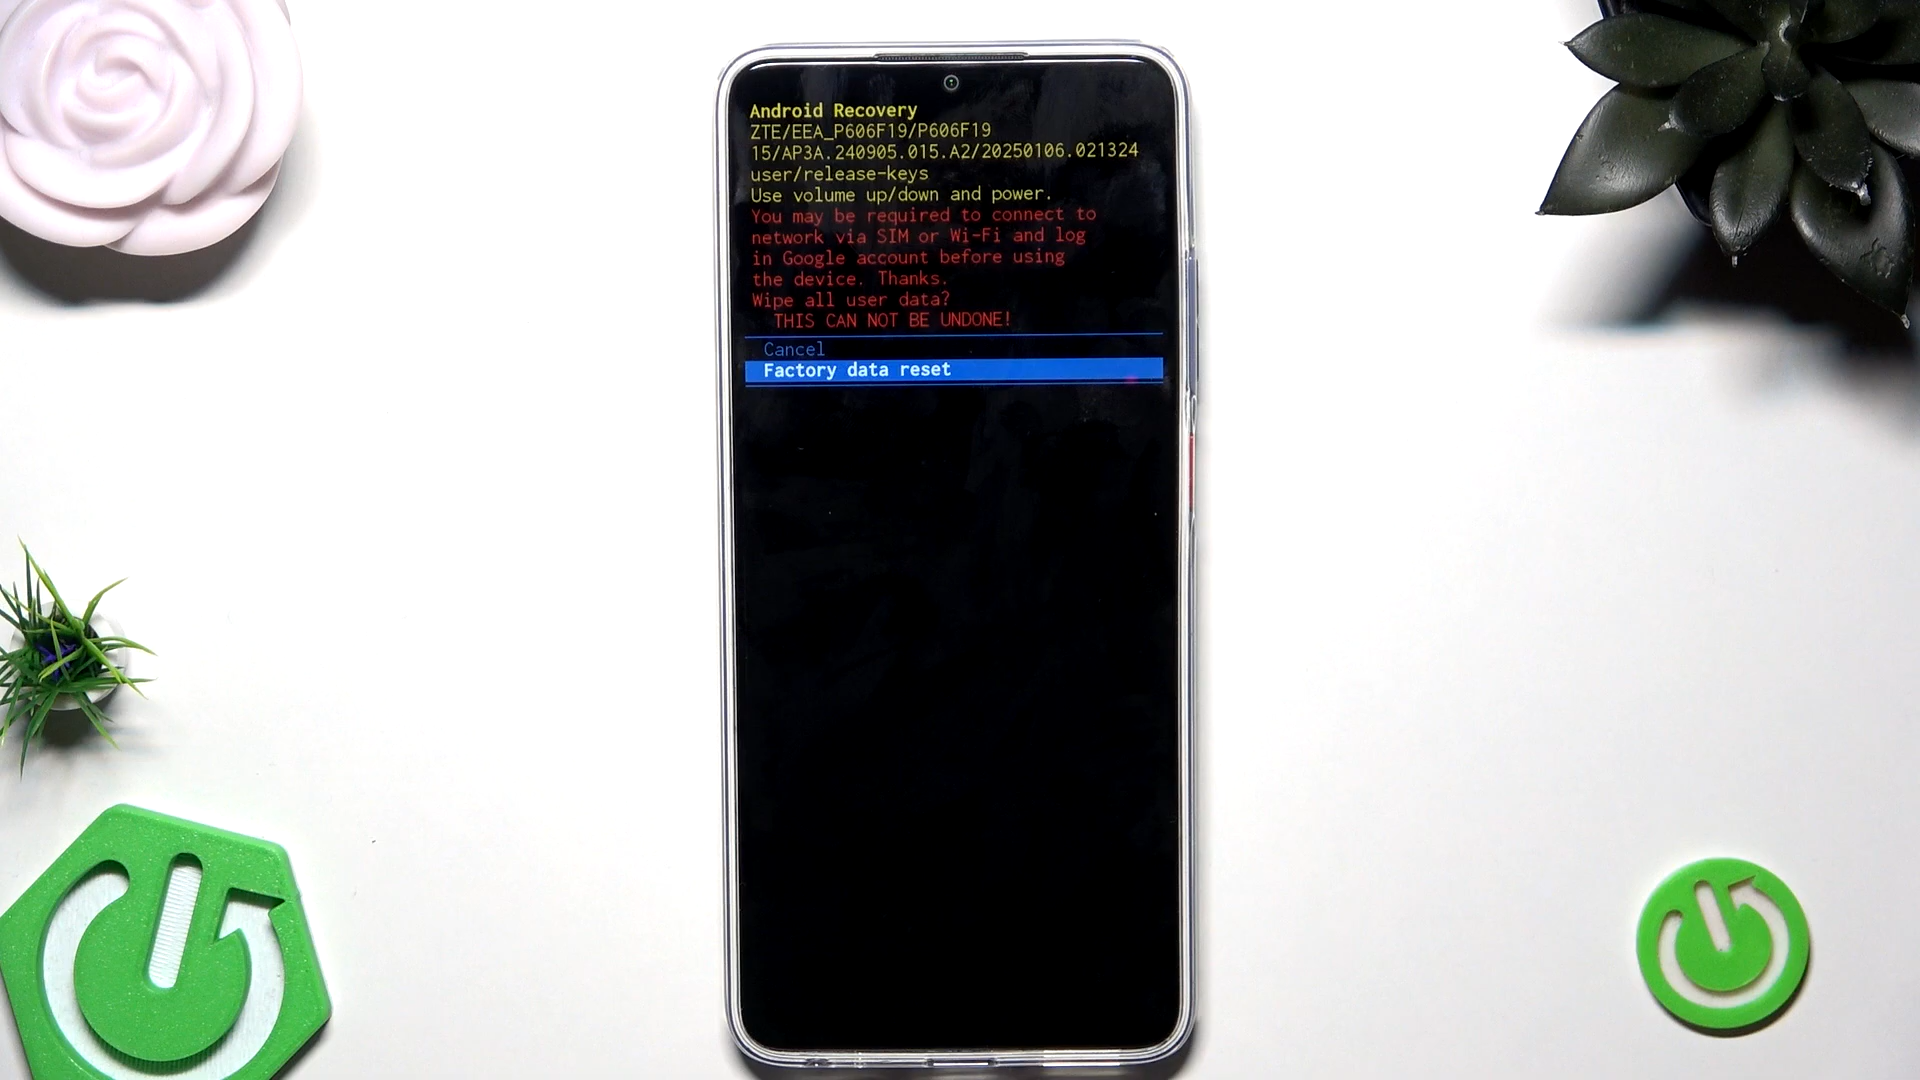 Android Recovery
ZTE/EEA_P606F19/P606F19
15/AP3A.240905.015.A2/20250106.021324
user/release-keys
Use volume up/down and power.
You may be required to connect to
network via SIM or Wi-Fi and log
in Google account before using
the device. Thanks.
Wipe all user data?
THIS CAN NOT BE UNDONE!
Cancel
Factory data reset